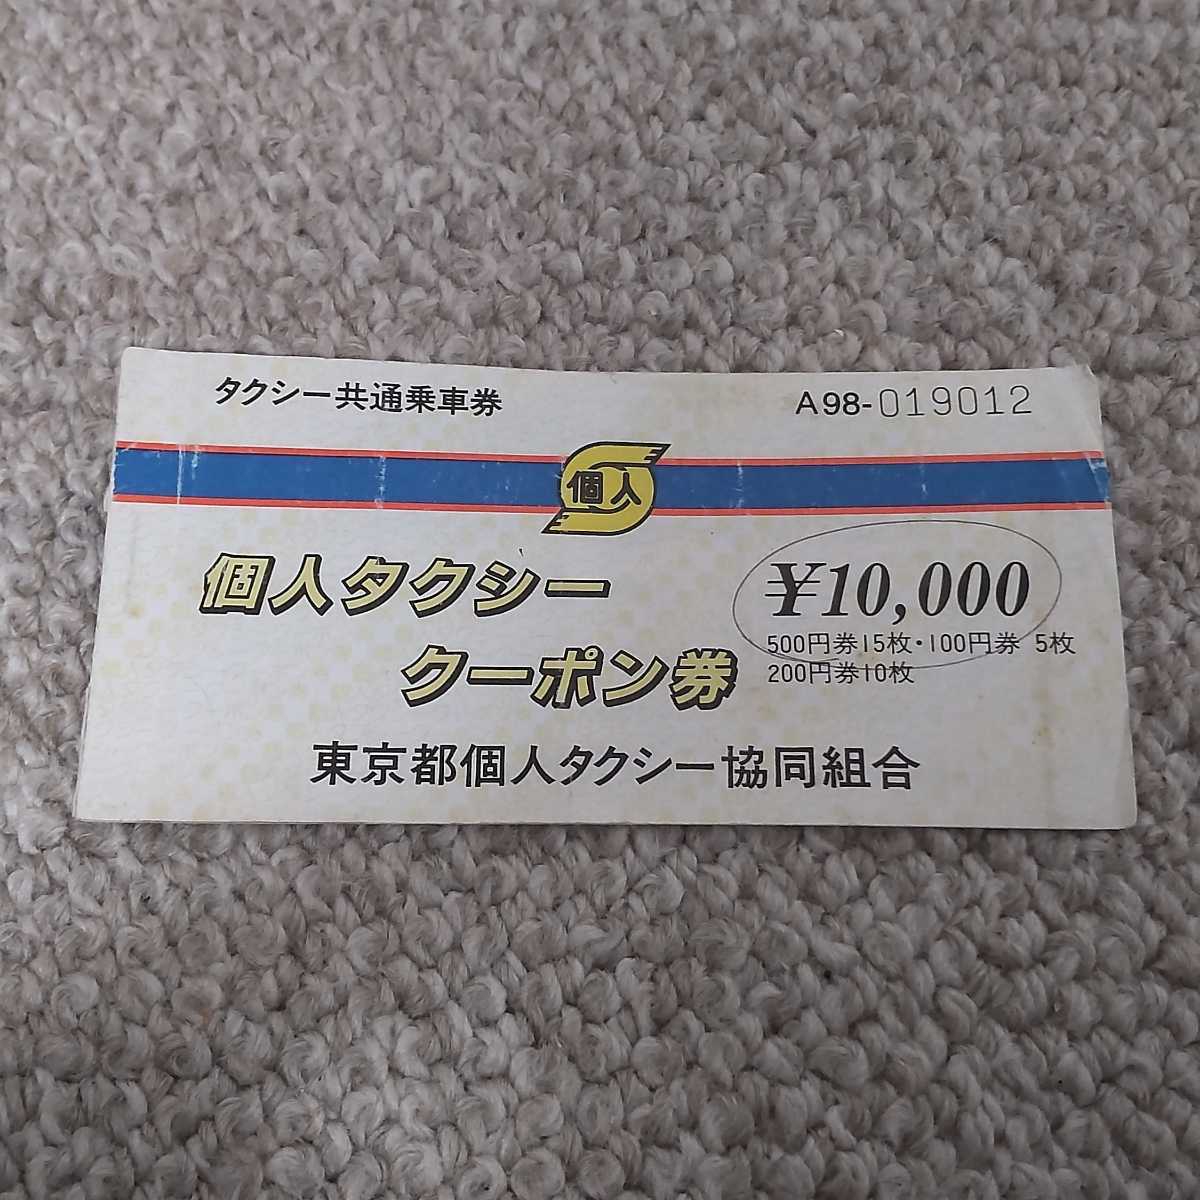 タクシー共通乗車券
A98-019012
個人
個人タクシー
クーポン券
¥10,000
500円券15枚・100円券 5枚
200円券10枚
東京都個人タクシー協同組合